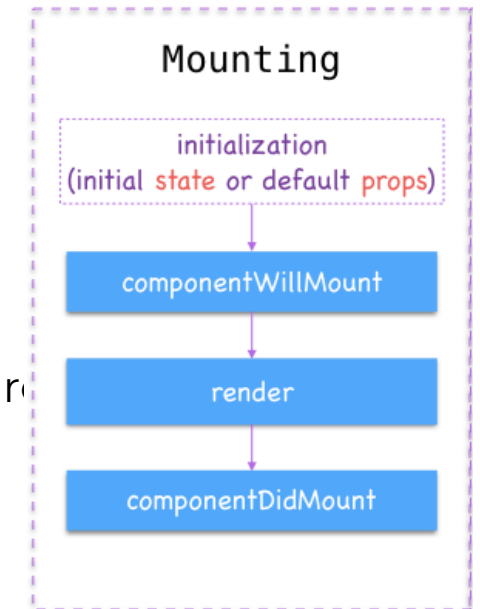 Mounting
initialization
(initial state or default props)
componentWillMount
render
componentDidMount